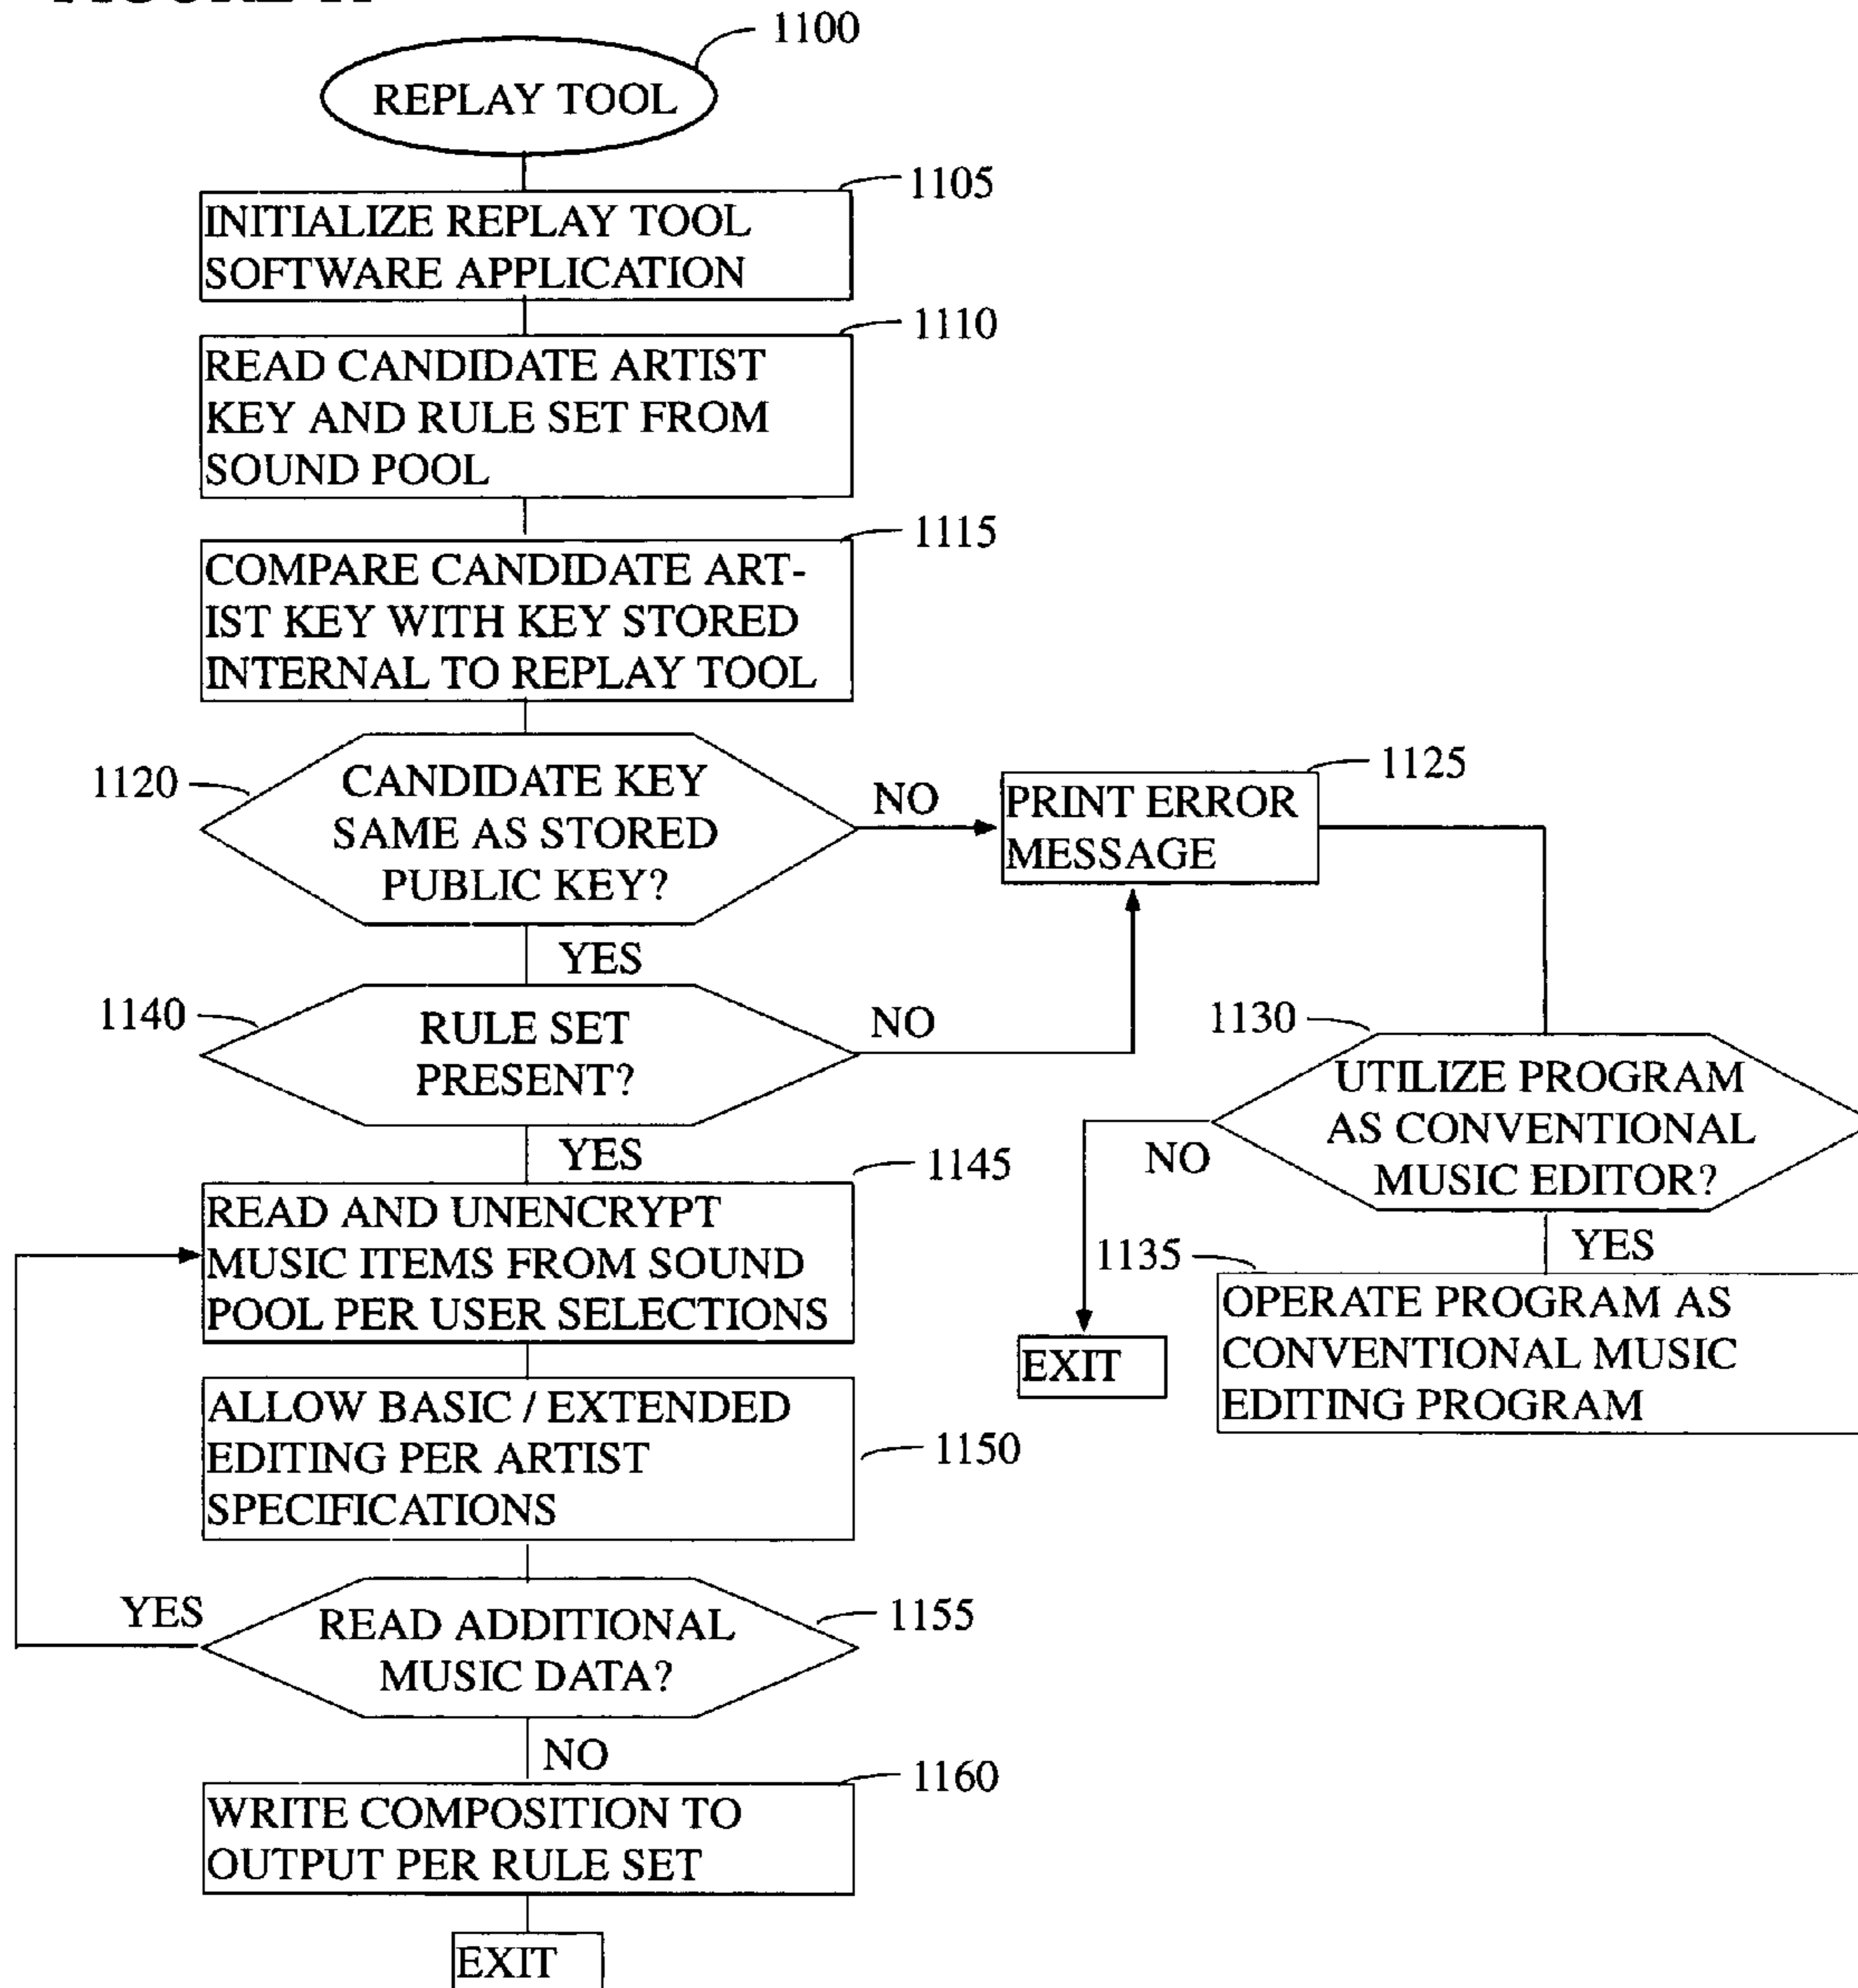 1100
REPLAY TOOL
1105
INITIALIZE REPLAY TOOL
SOFTWARE APPLICATION
1110
READ CANDIDATE ARTIST
KEY AND RULE SET FROM
SOUND POOL
1115
COMPARE CANDIDATE ART-
IST KEY WITH KEY STORED
INTERNAL TO REPLAY TOOL
1120
CANDIDATE KEY
SAME AS STORED
PUBLIC KEY?
NO
1125
PRINT ERROR
MESSAGE
YES
1140
RULE SET
PRESENT?
NO
1130
UTILIZE PROGRAM
AS CONVENTIONAL
MUSIC EDITOR?
NO
YES
1135
OPERATE PROGRAM AS
CONVENTIONAL MUSIC
EDITING PROGRAM
EXIT
YES
1145
READ AND UNENCRYPT
MUSIC ITEMS FROM SOUND
POOL PER USER SELECTIONS
ALLOW BASIC / EXTENDED
EDITING PER ARTIST
SPECIFICATIONS
1150
YES
READ ADDITIONAL
MUSIC DATA?
1155
NO
1160
WRITE COMPOSITION TO
OUTPUT PER RULE SET
EXIT